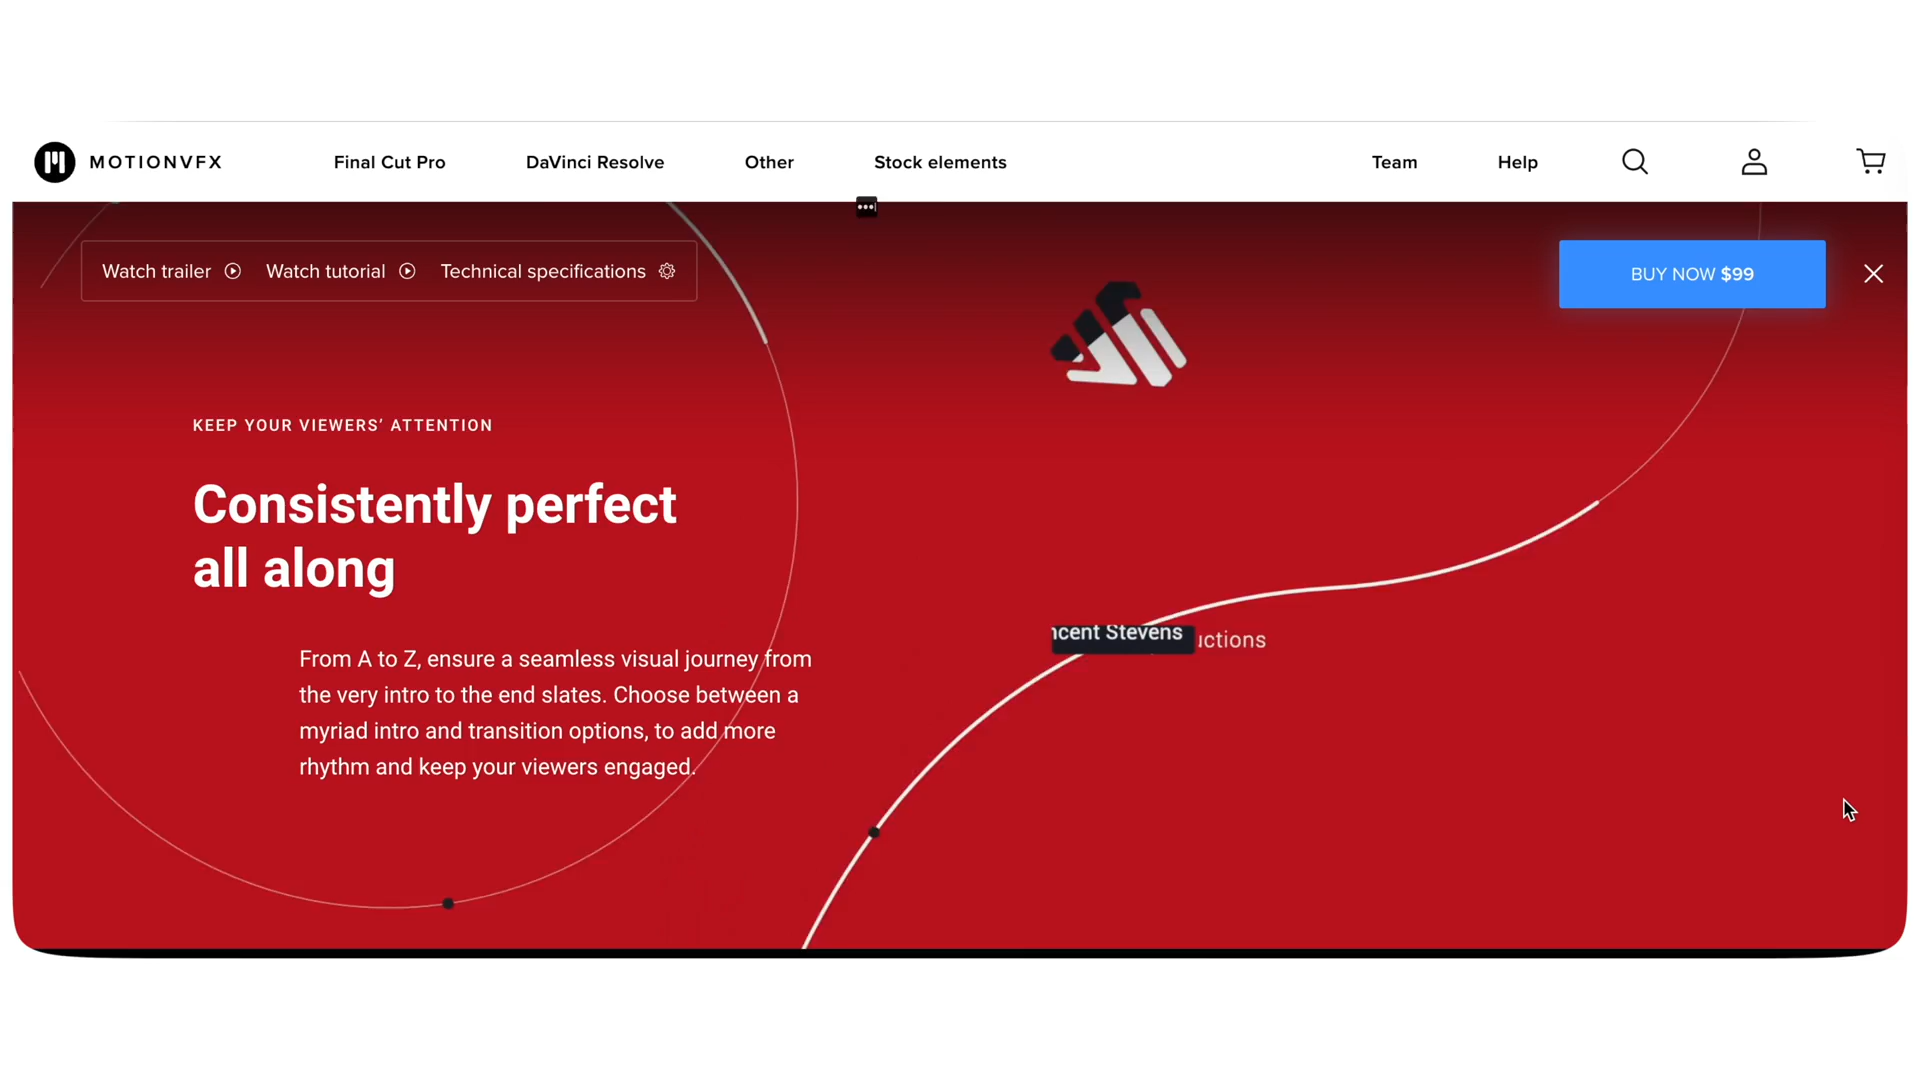 MOTIONVFX
Final Cut Pro
DaVinci Resolve
Other
Stock elements
Team
Help
Watch trailer
Watch tutorial
Technical specifications
BUY NOW $99
KEEP YOUR VIEWERS’ ATTENTION
Consistently perfect
all along
Stevens
From A to Z, ensure a seamless visual journey from
the very intro to the end slates. Choose between a
myriad intro and transition options, to add more
rhythm and keep your viewers engaged.